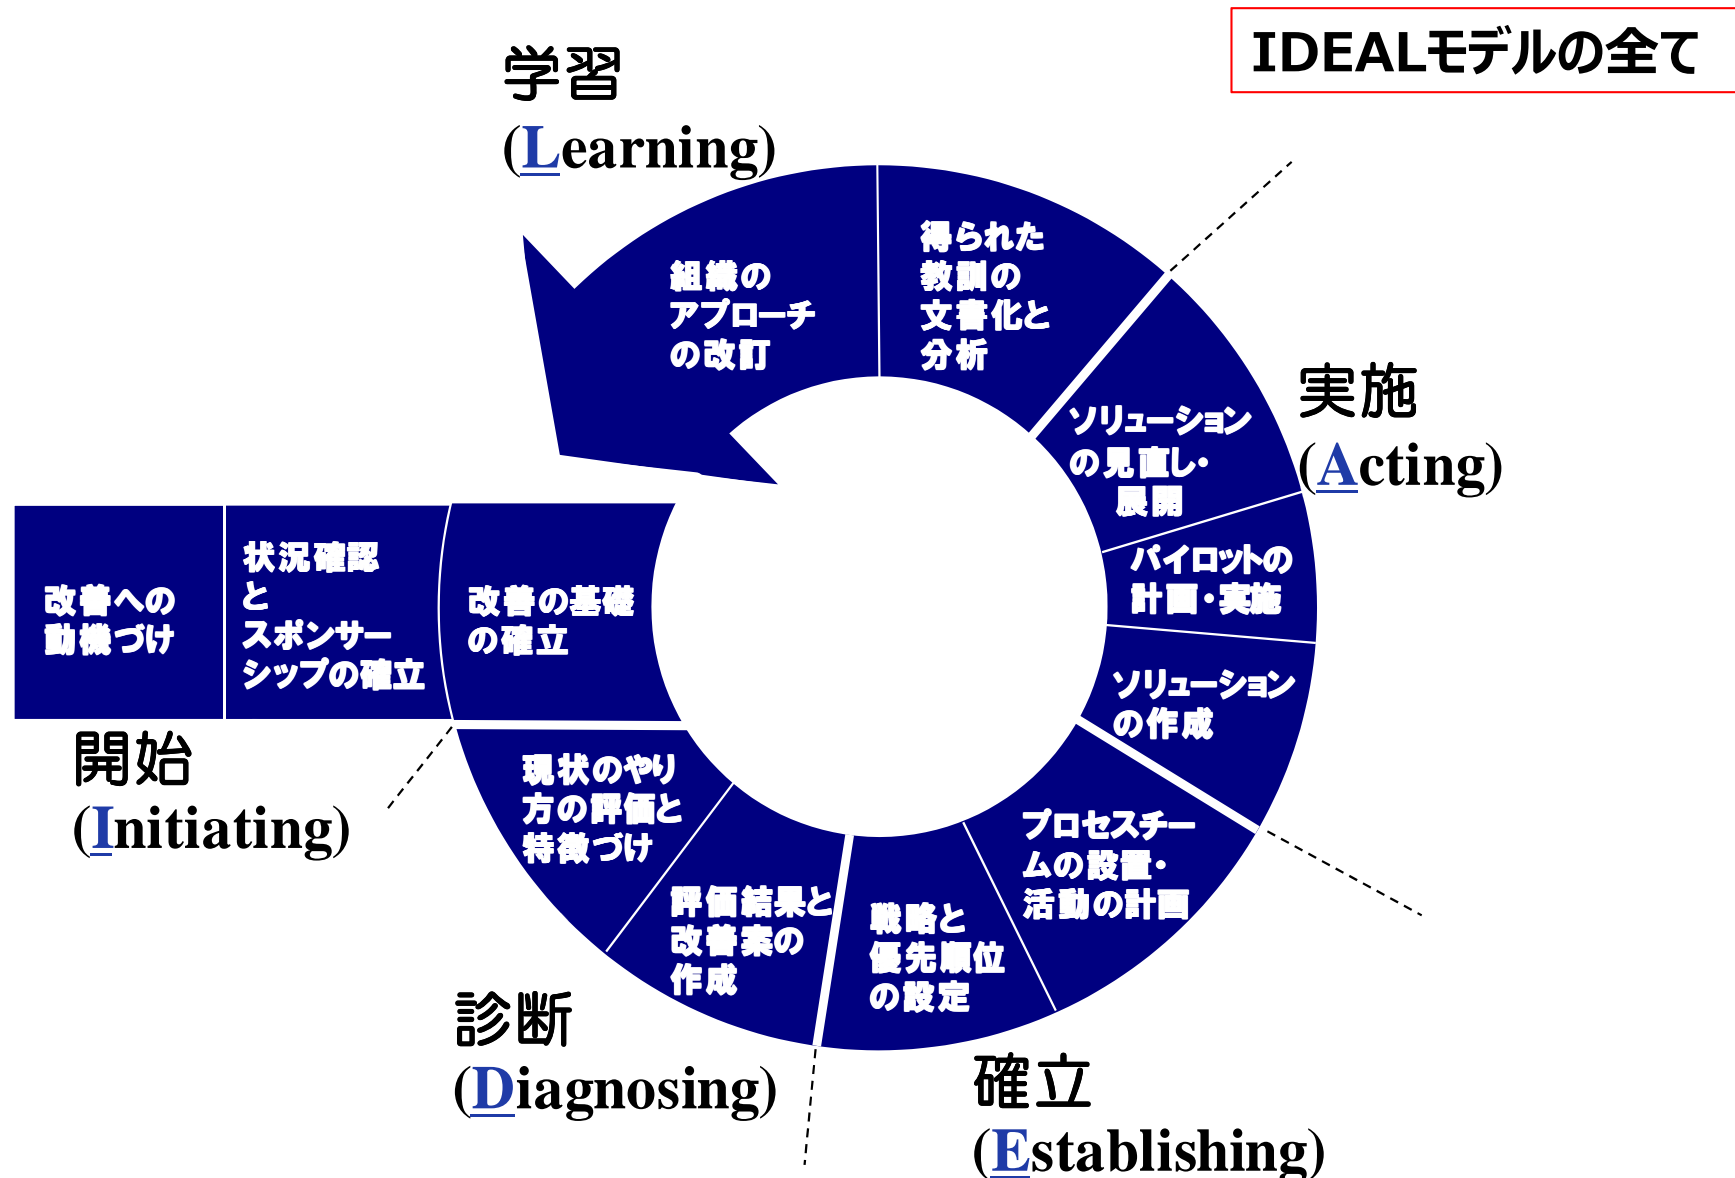 IDEALモデルの全て
学習
(Learning)
組織の
アプローチ
の改訂
得られた
教訓の
文書化と
分析
実施
(Acting)
ソリューション
の見直し・
展開
パイロットの
計画・実施
ソリューション
の作成
改善への
動機づけ
状況確認
と
スポンサー
シップの確立
改善の基礎
の確立
開始
(Initiating)
現状のやり
方の評価と
特徴づけ
評価結果と
改善案の
作成
診断
(Diagnosing)
戦略と
優先順位
の設定
プロセスチー
ムの設置・
活動の計画
確立
(Establishing)